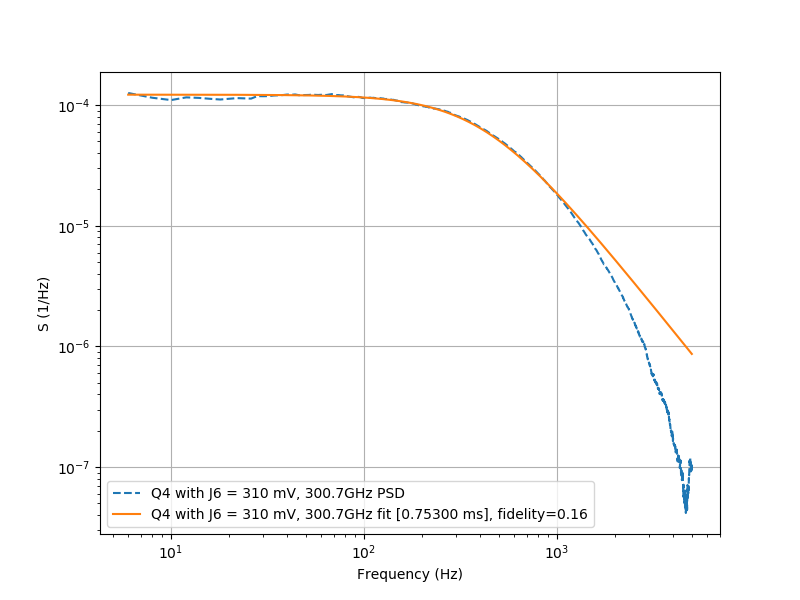 10⁻⁴
10⁻⁵
10⁻⁶
10⁻⁷
S (1/Hz)
Q4 with J6 = 310 mV, 300.7GHz PSD
Q4 with J6 = 310 mV, 300.7GHz fit [0.75300 ms], fidelity=0.16
10¹ 10² 10³
Frequency (Hz)